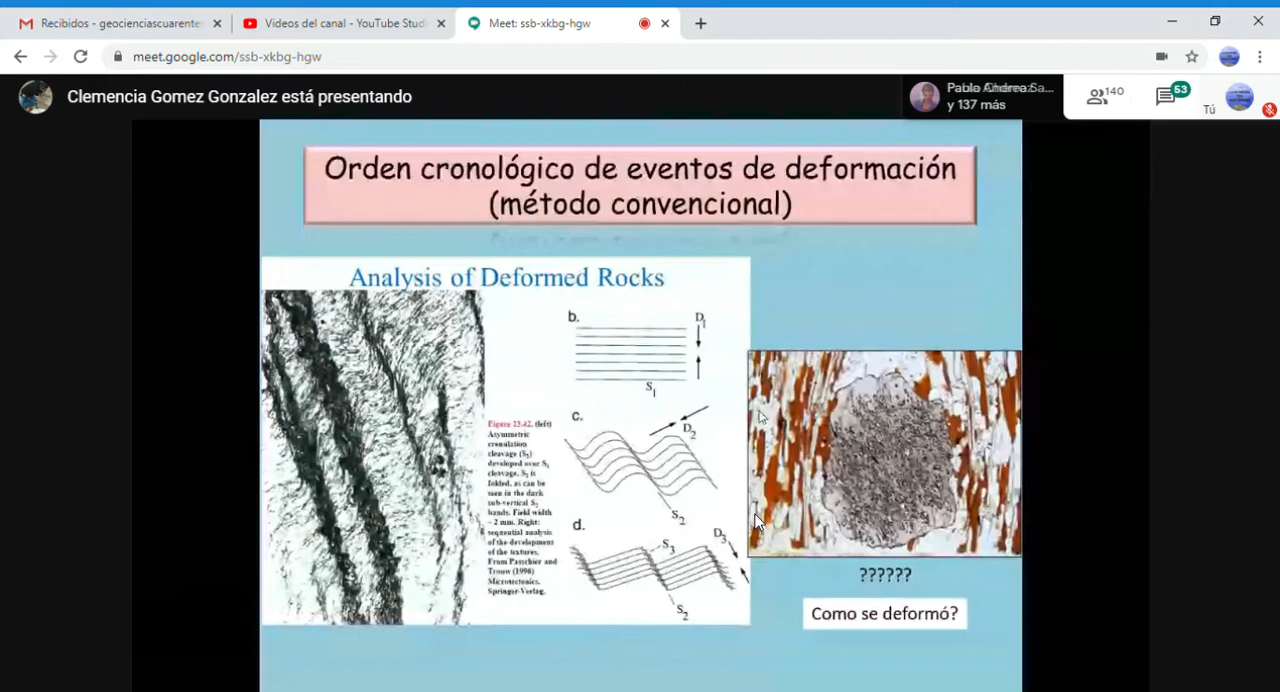 Recibidos - geocienciascuarente
Videos del canal - YouTube Studi
Meet: ssb-xkbg-hgw
meet.google.com/ssb-xkbg-hgw
Clemencia Gomez Gonzalez está presentando
y 137 más
140
53
Tú
Orden cronológico de eventos de deformación
(método convencional)
Analysis of Deformed Rocks
b.
D1
S1
c.
D2
S2
d.
D3
S3
S2
Figure 23.42. (left)
Asymmetric
crenulation
cleavage (S2)
developed over S1
cleavage. S1 is
folded, as can be
seen in the dark
sub-vertical S2
bands. Field width
~ 2 mm. Right:
sequential analysis
of the development
of the textures.
From Passchier and
Trouw (1996)
Microtectonics.
Springer-Verlag.
??????
Como se deformó?